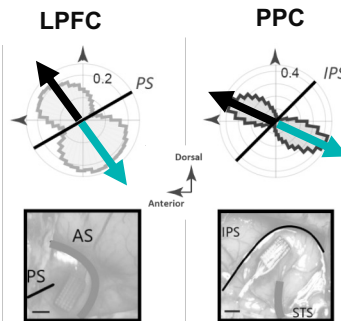 LPFC
PPC
0.2
PS
0.4
IPS
Dorsal
Anterior
AS
PS
IPS
STS